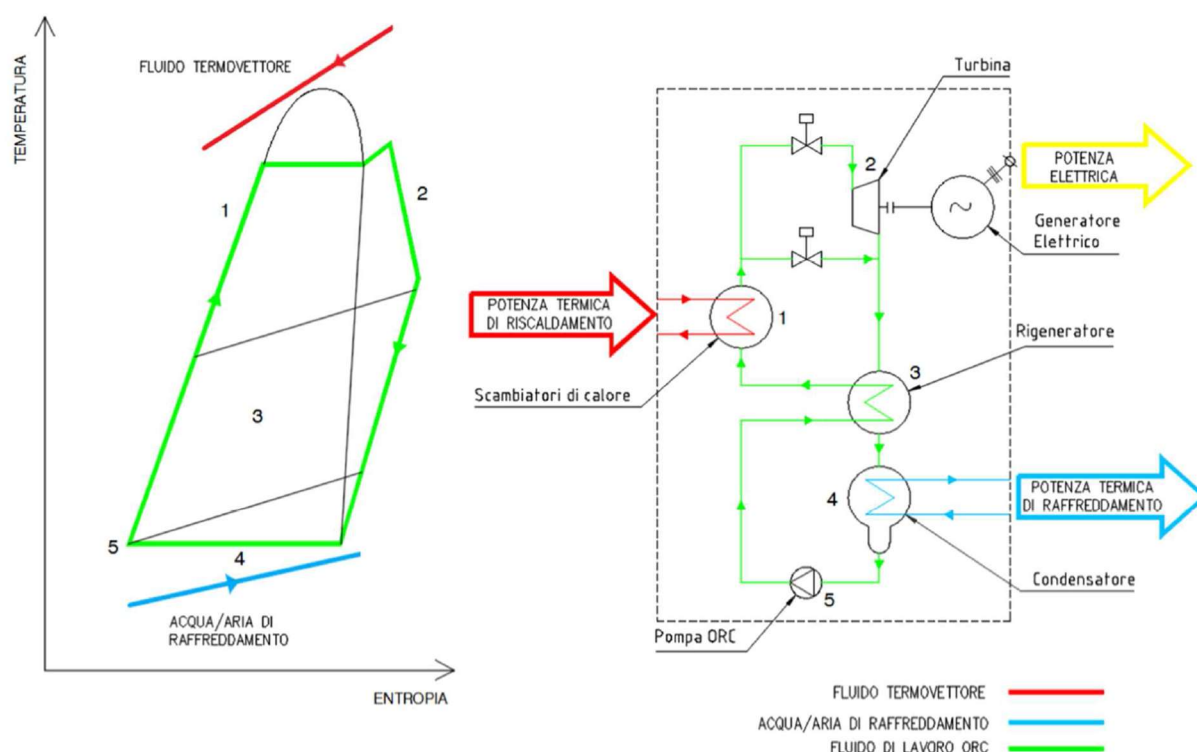 TEMPERATURA
FLUIDO TERMOVETTORE
1
2
3
5
4
ACQUA/ARIA DI
RAFFREDDAMENTO
ENTROPIA
Turbina
2
POTENZA
ELETTRICA
Generatore
Elettrico
POTENZA TERMICA
DI RISCALDAMENTO
1
Scambiatori di calore
3
Rigeneratore
4
POTENZA TERMICA
DI RAFFREDDAMENTO
Condensatore
5
Pompa ORC
FLUIDO TERMOVETTORE
ACQUA/ARIA DI RAFFREDDAMENTO
FLUIDO DI LAVORO ORC